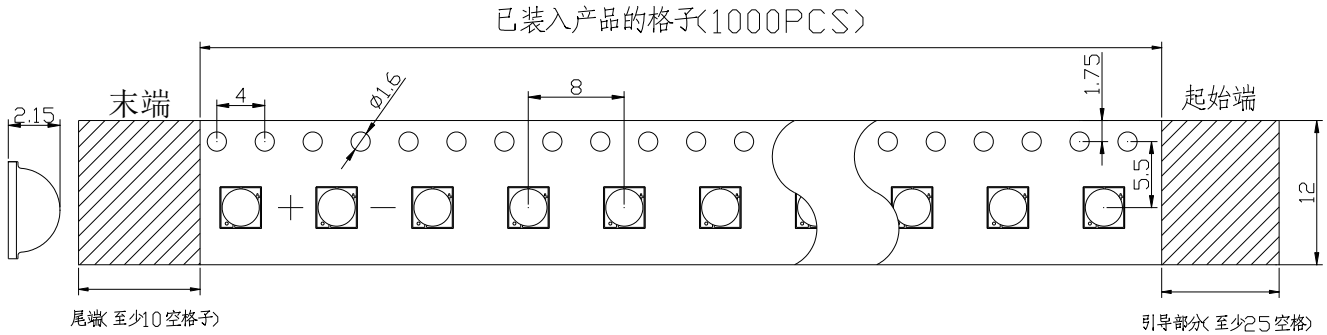 已装入产品的格子(1000PCS)
2.15
末端
4
Ø1.6
8
1.75
起始端
5.5
12
尾端(至少10空格子)
引导部分(至少25空格)